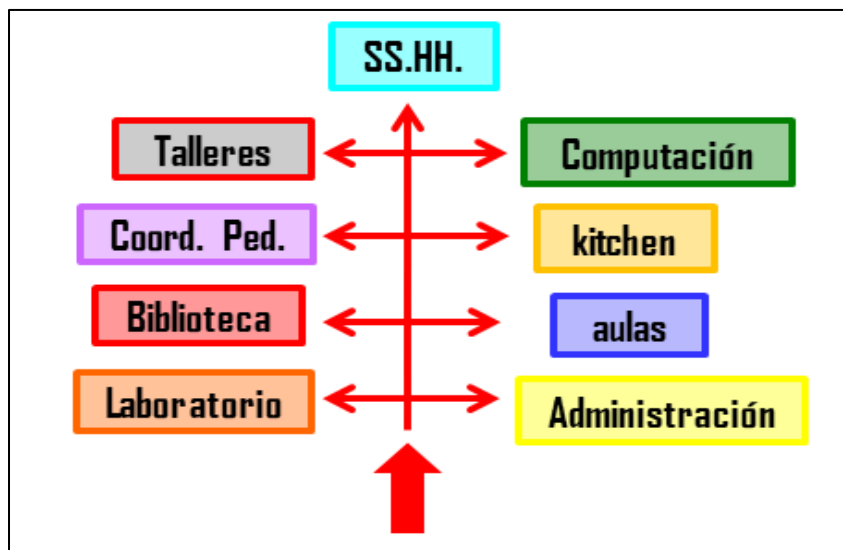 SS.HH.
Talleres
Computación
Coord. Ped.
kitchen
Biblioteca
aulas
Laboratorio
Administración